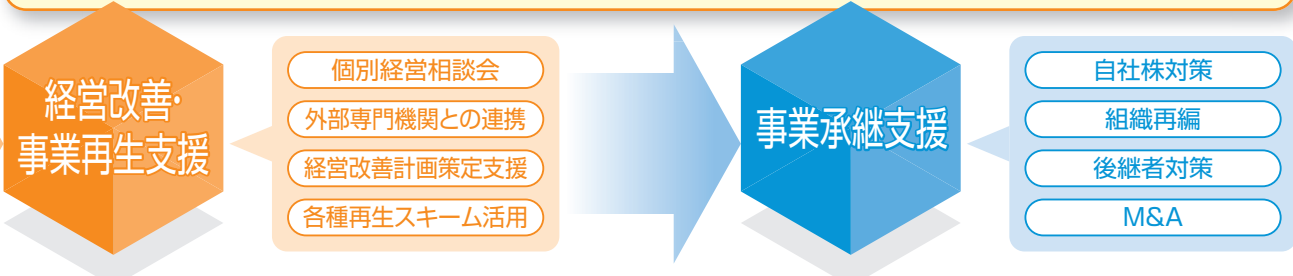 経営改善・
事業再生支援
個別経営相談会
外部専門機関との連携
経営改善計画策定支援
各種再生スキーム活用
事業承継支援
自社株対策
組織再編
後継者対策
M&A